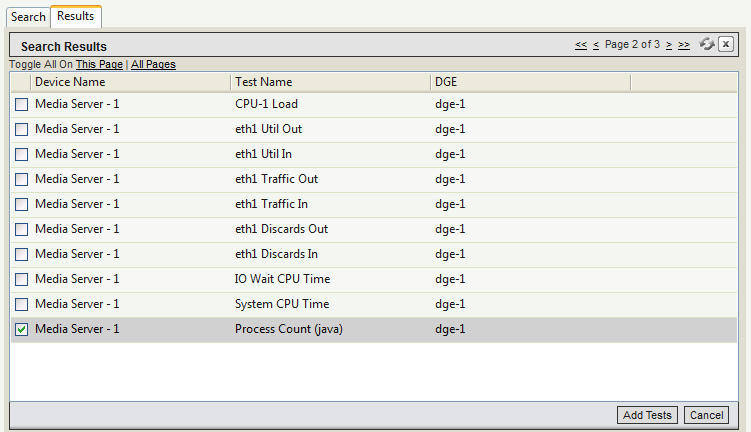 Search Results
Search Results << < Page 2 of 3 > >> x
Toggle All On This Page | All Pages
Device Name Test Name DGE
Media Server - 1 CPU-1 Load dge-1
Media Server - 1 eth1 Util Out dge-1
Media Server - 1 eth1 Util In dge-1
Media Server - 1 eth1 Traffic Out dge-1
Media Server - 1 eth1 Traffic In dge-1
Media Server - 1 eth1 Discards Out dge-1
Media Server - 1 eth1 Discards In dge-1
Media Server - 1 IO Wait CPU Time dge-1
Media Server - 1 System CPU Time dge-1
Media Server - 1 Process Count (java) dge-1
Add Tests Cancel